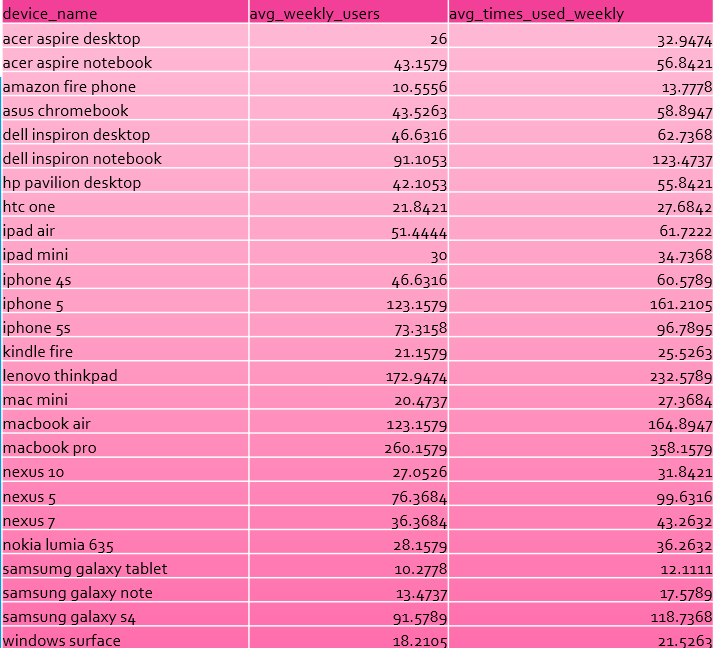 device_name avg_weekly_users avg_times_used_weekly
acer aspire desktop 26 32.9474
acer aspire notebook 43.1579 56.8421
amazon fire phone 10.5556 13.7778
asus chromebook 43.5263 58.8947
dell inspiron desktop 46.6316 62.7368
dell inspiron notebook 91.1053 123.4737
hp pavilion desktop 42.1053 55.8421
htc one 21.8421 27.6842
ipad air 51.4444 61.7222
ipad mini 30 34.7368
iphone 4s 46.6316 60.5789
iphone 5 123.1579 161.2105
iphone 5s 73.3158 96.7895
kindle fire 21.1579 25.5263
lenovo thinkpad 172.9474 232.5789
mac mini 20.4737 27.3684
macbook air 123.1579 164.8947
macbook pro 260.1579 358.1579
nexus 10 27.0526 31.8421
nexus 5 76.3684 99.6316
nexus 7 36.3684 43.2632
nokia lumia 635 28.1579 36.2632
samsumg galaxy tablet 10.2778 12.1111
samsung galaxy note 13.4737 17.5789
samsung galaxy s4 91.5789 118.7368
windows surface 18.2105 21.5263